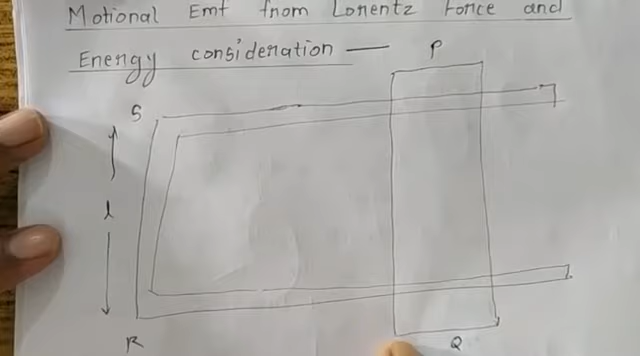 Motional Emf from Lorentz Force and
Energy consideration —
P
S
l
R
Q